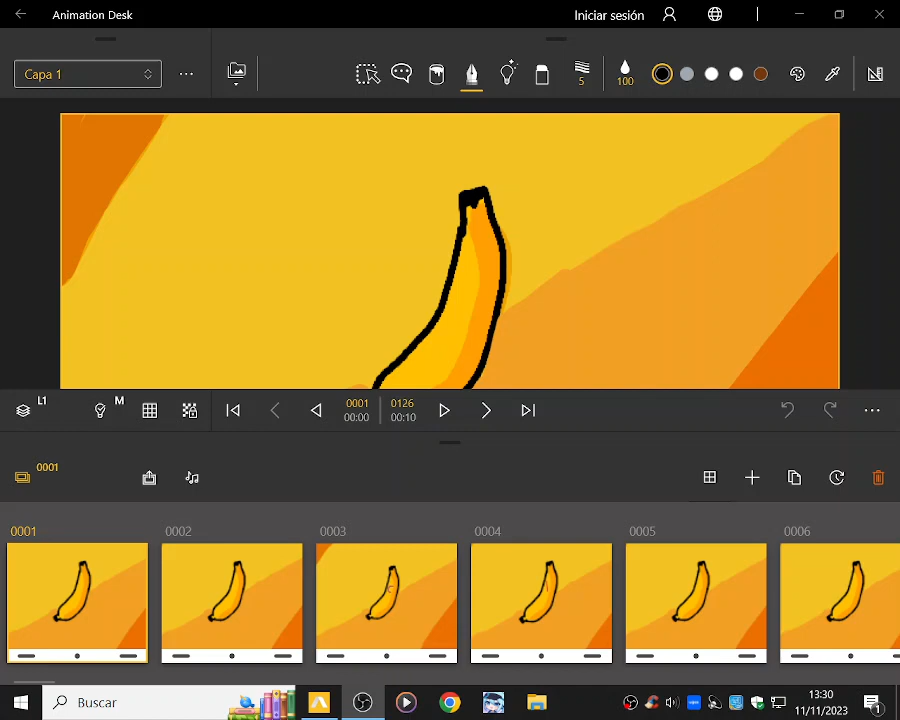 Animation Desk
Iniciar sesión
Capa 1
5
100
L1
M
0001
00:00
0126
00:10
0001
0001
0002
0003
0004
0005
0006
Buscar
13:30
11/11/2023
1